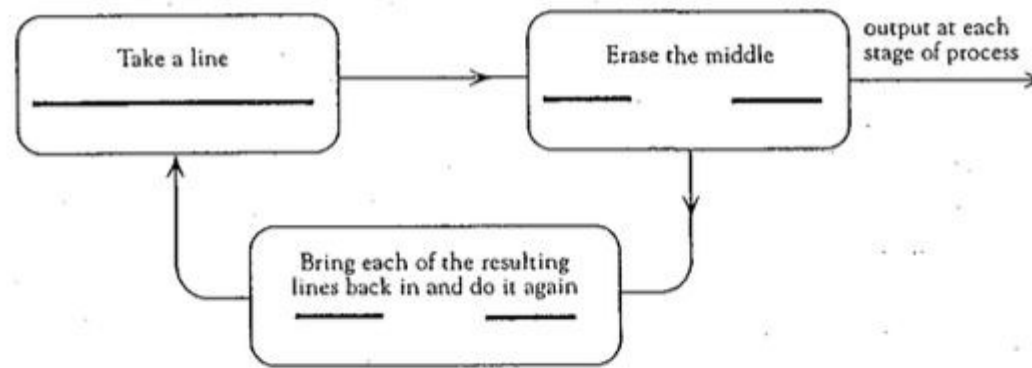 Take a line
Erase the middle
output at each
stage of process
Bring each of the resulting
lines back in and do it again